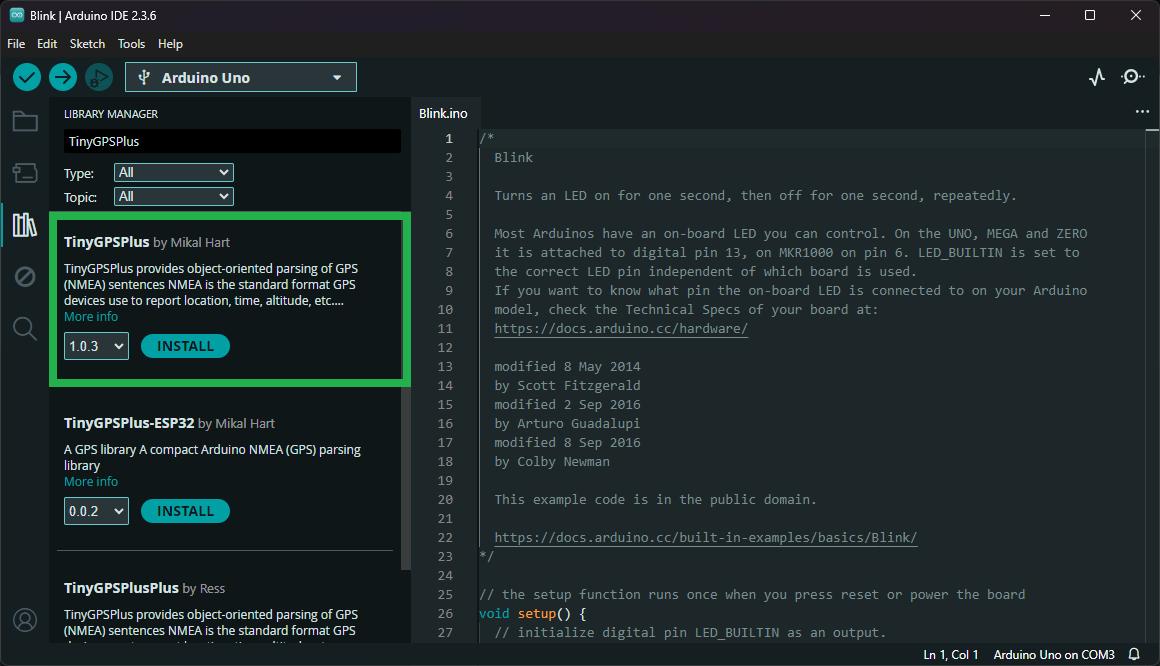 Blink | Arduino IDE 2.3.6
File Edit Sketch Tools Help
Arduino Uno
LIBRARY MANAGER
TinyGPSPlus
Type: All
Topic: All
TinyGPSPlus by Mikal Hart
TinyGPSPlus provides object-oriented parsing of GPS
(NMEA) sentences NMEA is the standard format GPS
devices use to report location, time, altitude, etc....
More info
1.0.3 INSTALL
TinyGPSPlus-ESP32 by Mikal Hart
A GPS library A compact Arduino NMEA (GPS) parsing
library
More info
0.0.2 INSTALL
TinyGPSPlusPlus by Ress
TinyGPSPlus provides object-oriented parsing of GPS
(NMEA) sentences NMEA is the standard format GPS
Blink.ino
1 /*
2 Blink
3
4 Turns an LED on for one second, then off for one second, repeatedly.
5
6 Most Arduinos have an on-board LED you can control. On the UNO, MEGA and ZERO
7 it is attached to digital pin 13, on MKR1000 on pin 6. LED_BUILTIN is set to
8 the correct LED pin independent of which board is used.
9 If you want to know what pin the on-board LED is connected to on your Arduino
10 model, check the Technical Specs of your board at:
11 https://docs.arduino.cc/hardware/
12
13 modified 8 May 2014
14 by Scott Fitzgerald
15 modified 2 Sep 2016
16 by Arturo Guadalupi
17 modified 8 Sep 2016
18 by Colby Newman
19
20 This example code is in the public domain.
21
22 https://docs.arduino.cc/built-in-examples/basics/Blink/
23 */
24
25 // the setup function runs once when you press reset or power the board
26 void setup() {
27 // initialize digital pin LED_BUILTIN as an output.
Ln 1, Col 1 Arduino Uno on COM3